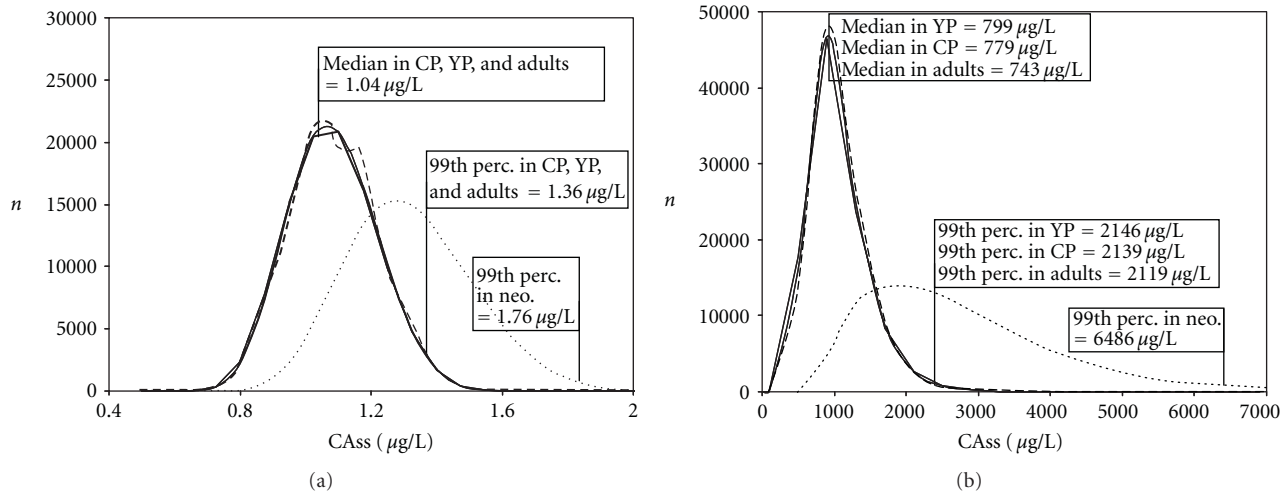 30000
25000
20000
15000
10000
5000
0
n
0.4
0.8
1.2
1.6
2
CAss ( µg/L)
Median in CP, YP, and adults
= 1.04 µg/L
99th perc. in CP, YP,
and adults = 1.36 µg/L
99th perc.
in neo.
= 1.76 µg/L
(a)
50000
40000
30000
20000
10000
0
n
0
1000
2000
3000
4000
5000
6000
7000
CAss ( µg/L)
Median in YP = 799 µg/L
Median in CP = 779 µg/L
Median in adults = 743 µg/L
99th perc. in YP = 2146 µg/L
99th perc. in CP = 2139 µg/L
99th perc. in adults = 2119 µg/L
99th perc. in neo.
= 6486 µg/L
(b)